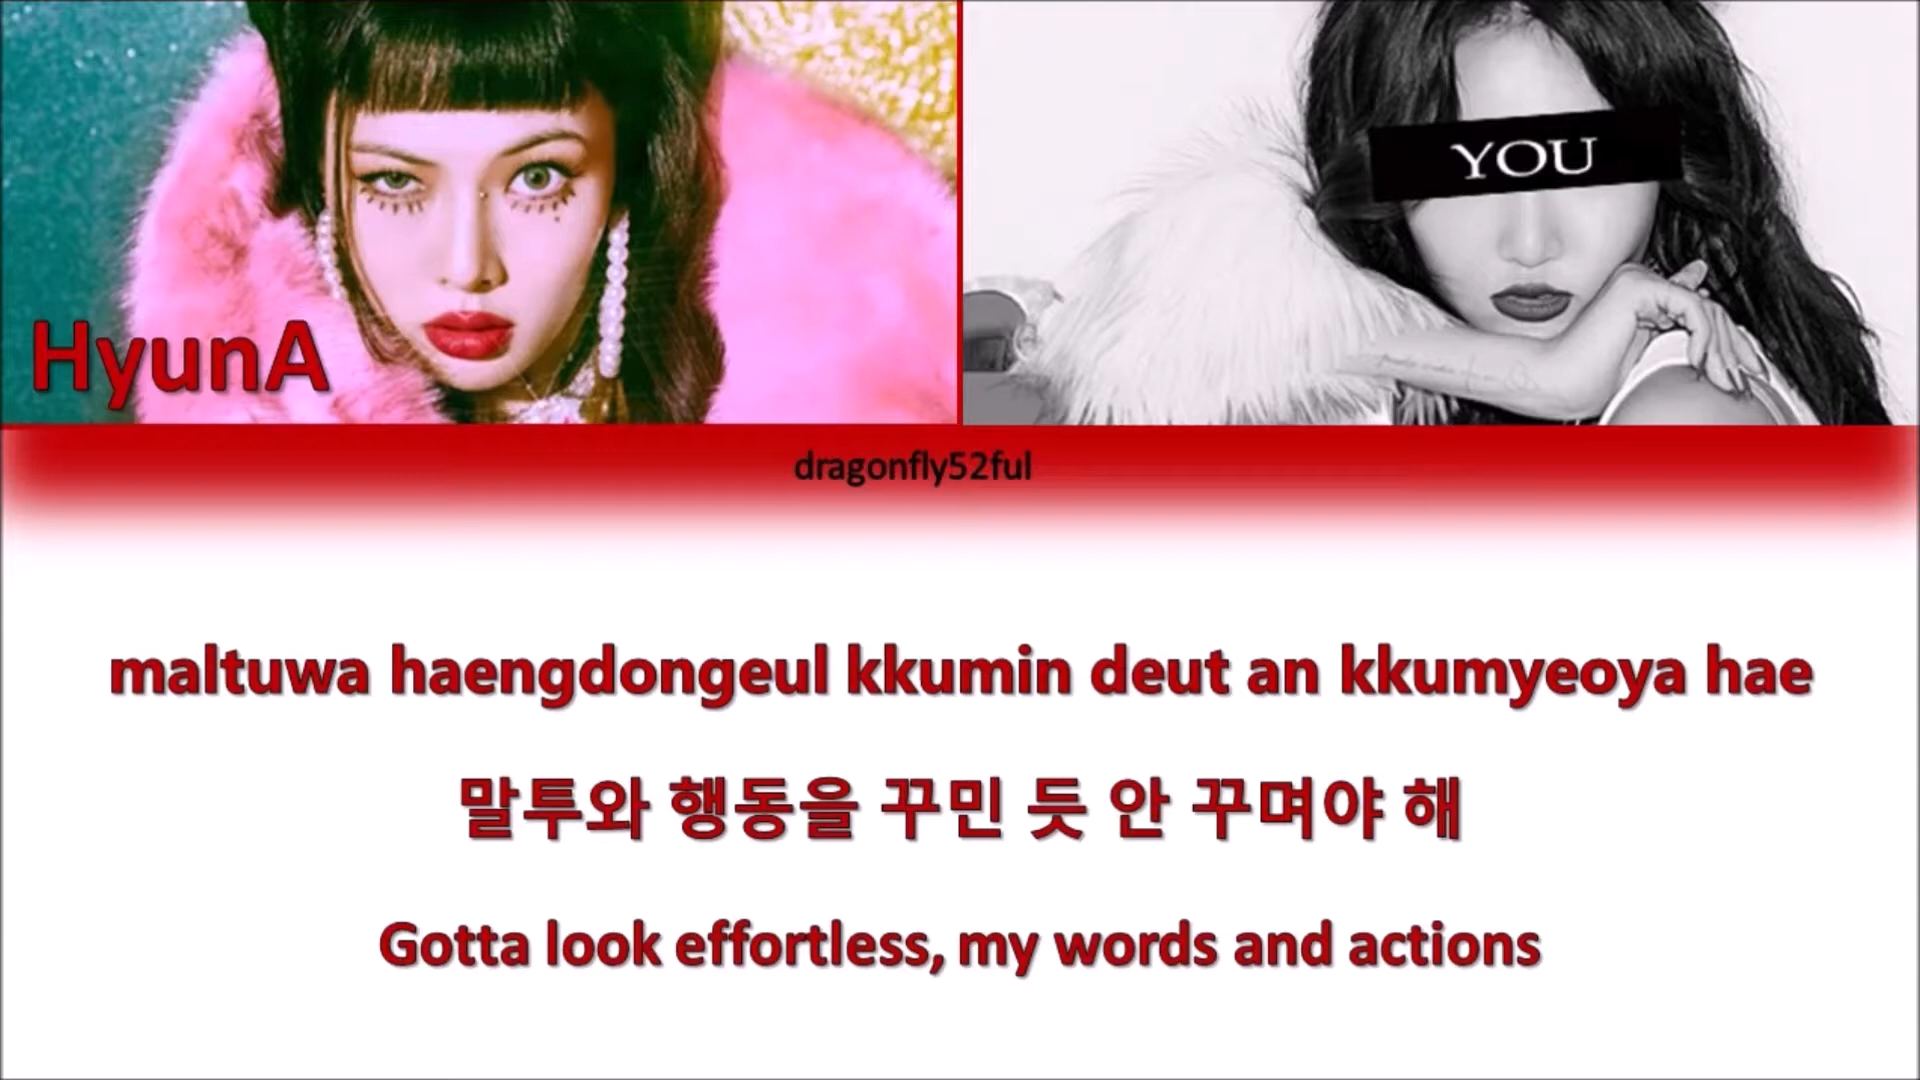 YOU
HyunA
dragonfly52ful
maltuwa haengdongeul kkumin deut an kkumyeoya hae
말투와 행동을 꾸민 듯 안 꾸며야 해
Gotta look effortless, my words and actions